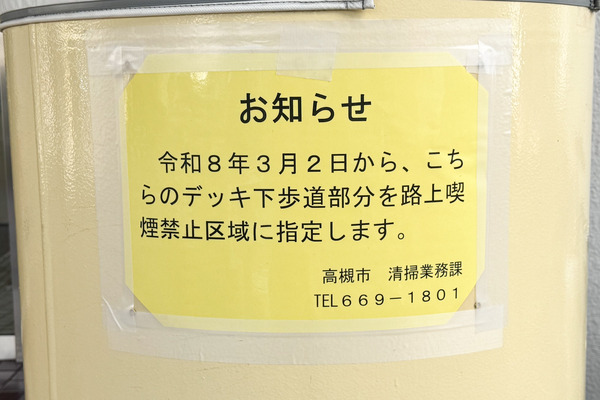 お知らせ
令和８年３月２日から、こち
らのデッキ下歩道部分を路上喫
煙禁止区域に指定します。
高槻市　清掃業務課
TEL６６９－１８０１